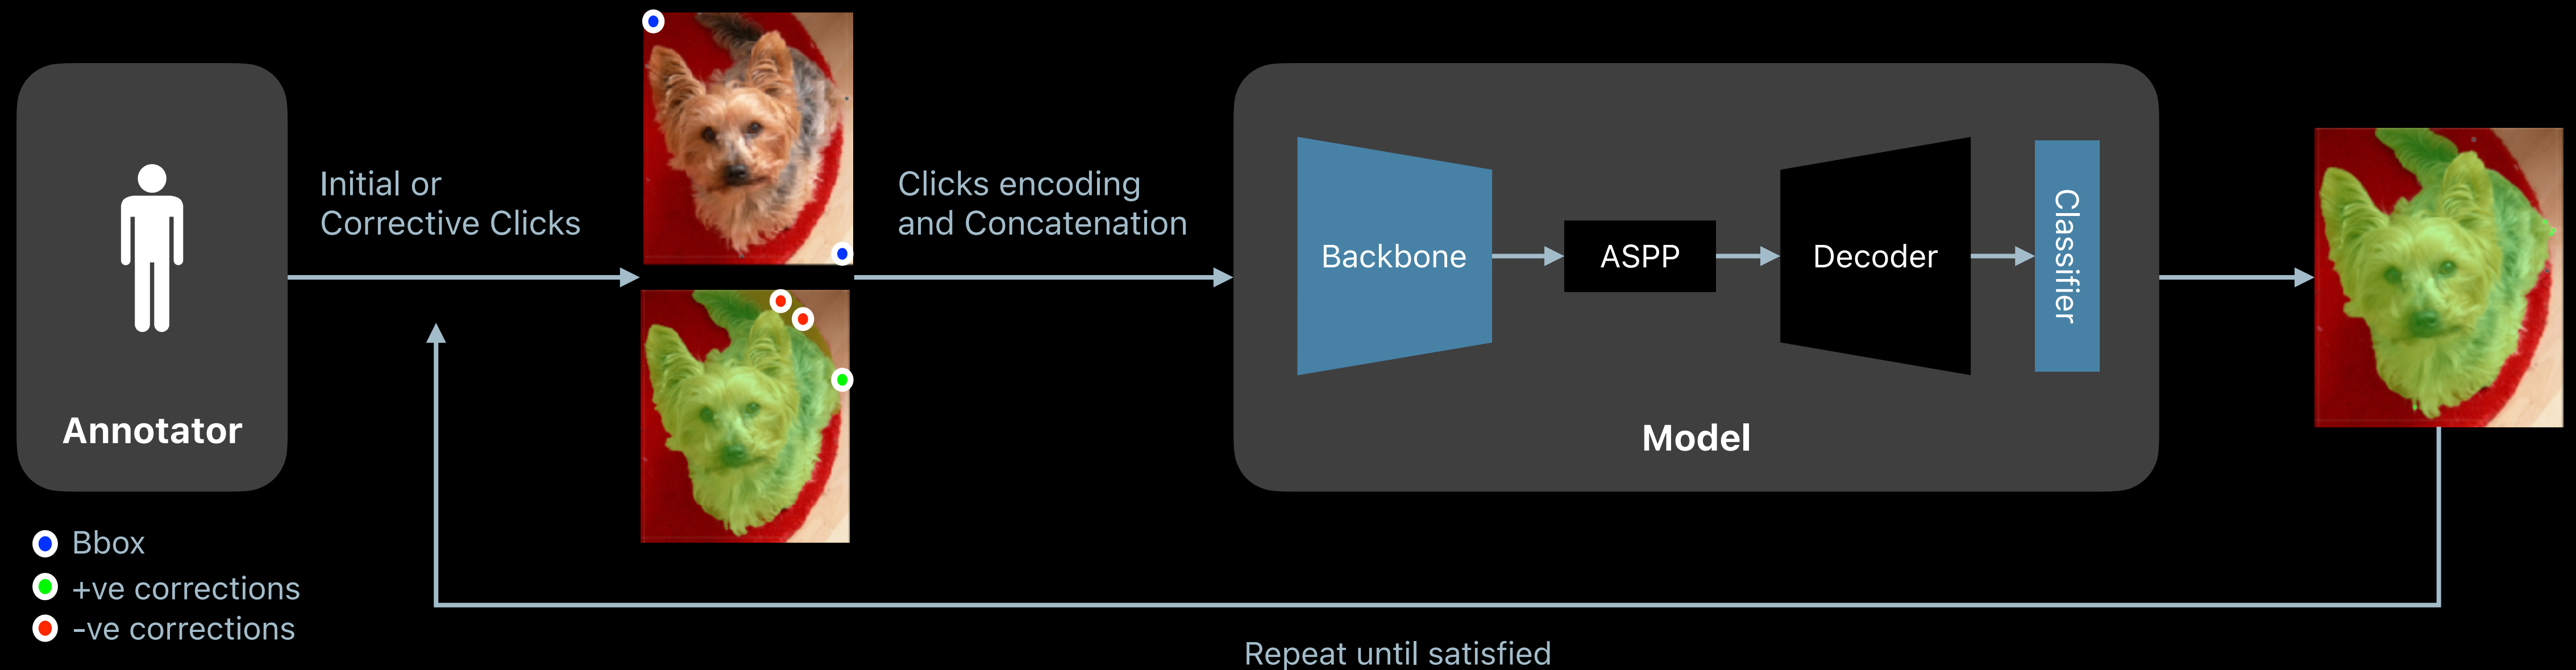 Annotator
Bbox
+ve corrections
-ve corrections
Initial or
Corrective Clicks
Clicks encoding
and Concatenation
Backbone
ASPP
Decoder
Classifier
Model
Repeat until satisfied